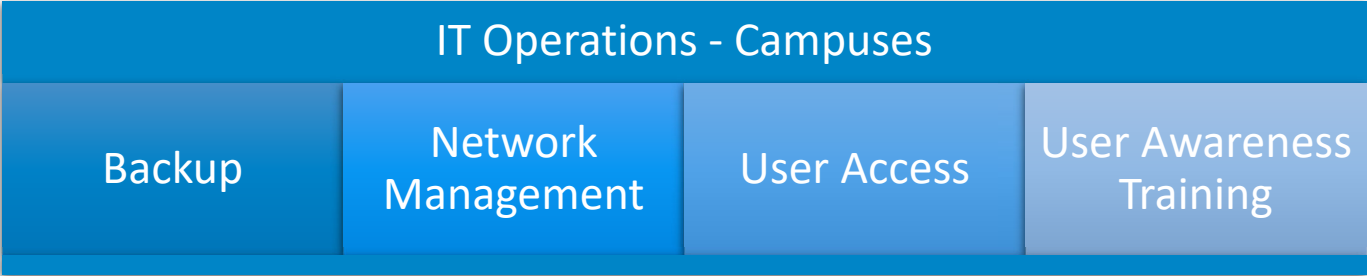 IT Operations - Campuses
Backup
Network
Management
User Access
User Awareness
Training